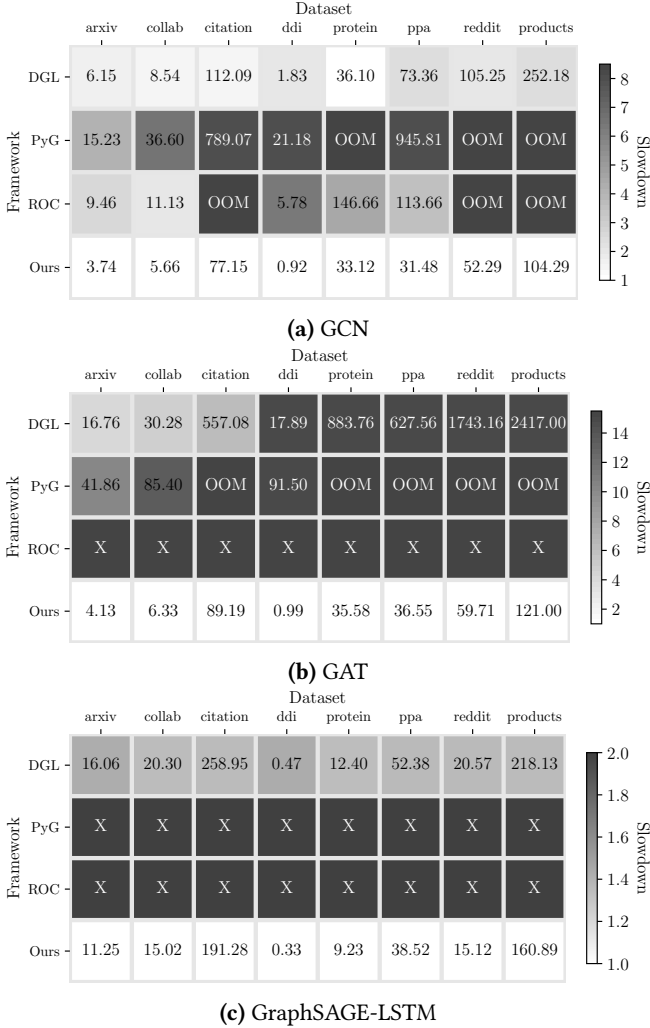 Dataset
arxiv collab citation ddi protein ppa reddit products
DGL 6.15 8.54 112.09 1.83 36.10 73.36 105.25 252.18
PyG 15.23 36.60 789.07 21.18 OOM 945.81 OOM OOM
ROC 9.46 11.13 OOM 5.78 146.66 113.66 OOM OOM
Ours 3.74 5.66 77.15 0.92 33.12 31.48 52.29 104.29
Framework
8
7
6
5
4
3
2
1
Slowdown
(a) GCN
Dataset
arxiv collab citation ddi protein ppa reddit products
DGL 16.76 30.28 557.08 17.89 883.76 627.56 1743.16 2417.00
PyG 41.86 85.40 OOM 91.50 OOM OOM OOM OOM
ROC X X X X X X X X
Ours 4.13 6.33 89.19 0.99 35.58 36.55 59.71 121.00
Framework
14
12
10
8
6
4
2
Slowdown
(b) GAT
Dataset
arxiv collab citation ddi protein ppa reddit products
DGL 16.06 20.30 258.95 0.47 12.40 52.38 20.57 218.13
PyG X X X X X X X X
ROC X X X X X X X X
Ours 11.25 15.02 191.28 0.33 9.23 38.52 15.12 160.89
Framework
2.0
1.8
1.6
1.4
1.2
1.0
Slowdown
(c) GraphSAGE-LSTM